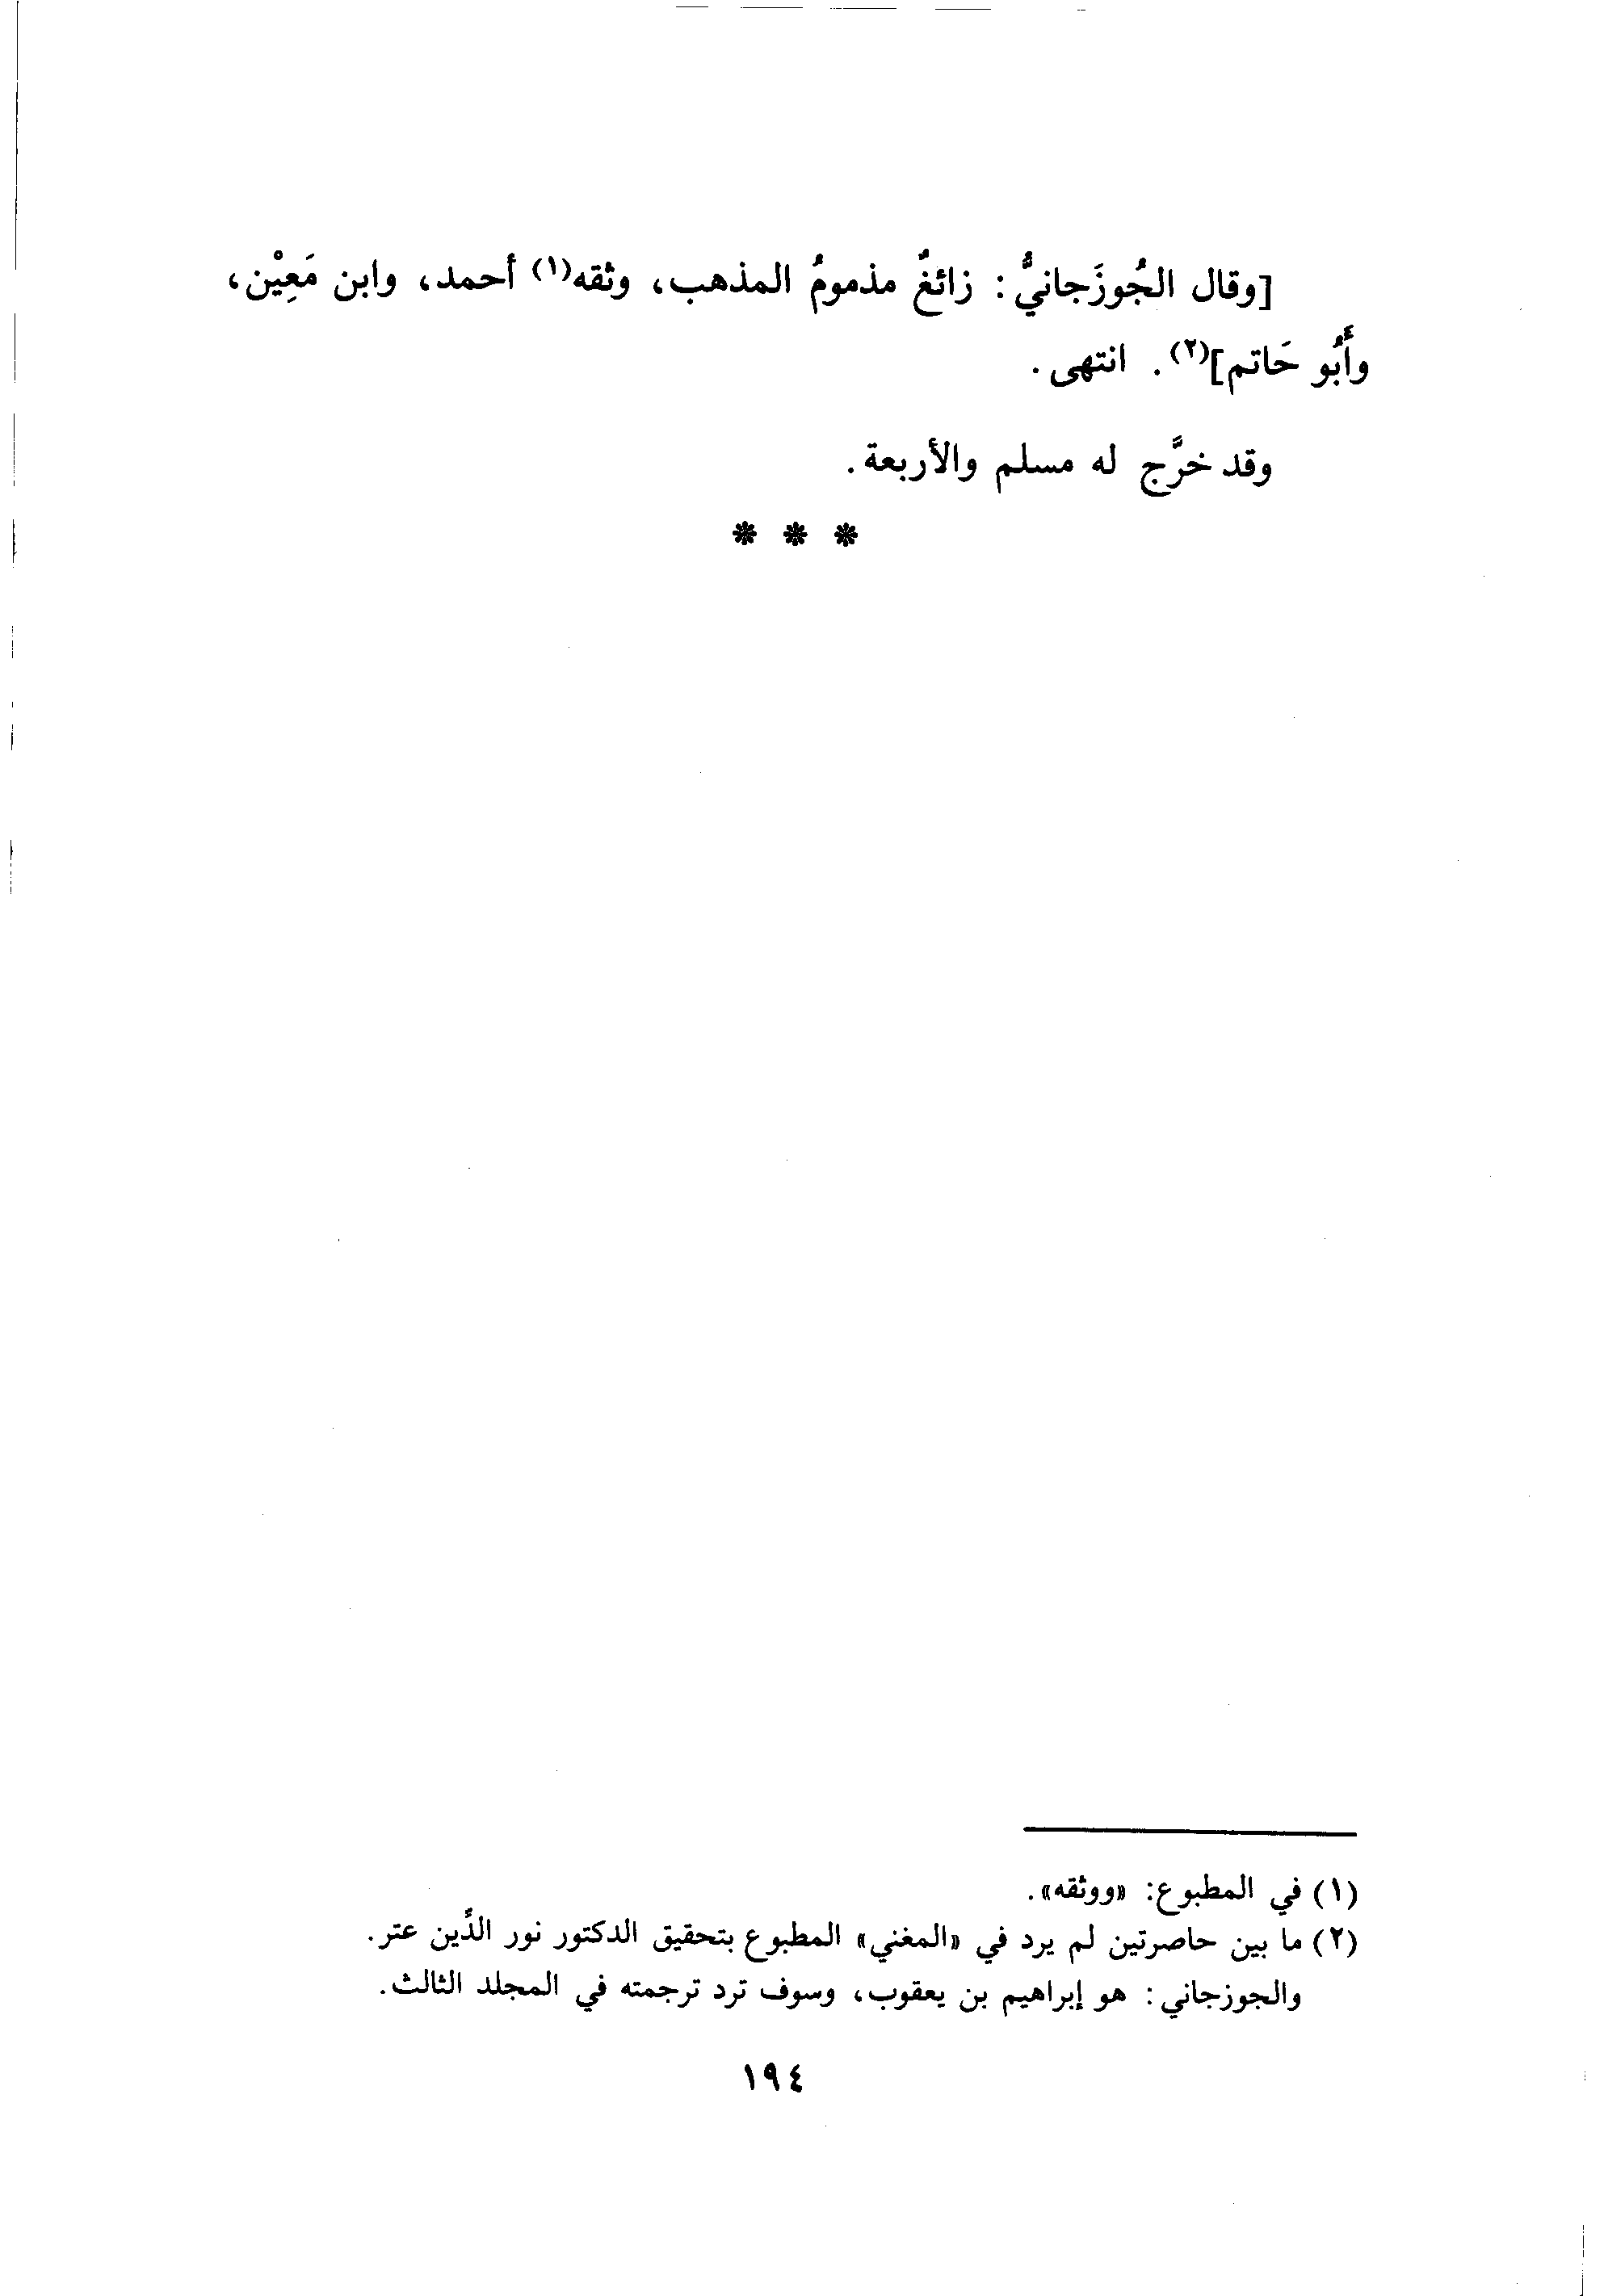 [وقال الجُوزَجانيُّ: زائغٌ مذمومُ المذهب، وثقه(١) أحمد، وابن مَعِيْن،
وأَبُو حَاتم](٢). انتهى.
وقد خرَّج له مسلم والأربعة.
* * *
(١) في المطبوع: «ووثقه».
(٢) ما بين حاصرتين لم يرد في «المغني» المطبوع بتحقيق الدكتور نور الدِّين عتر.
والجوزجاني: هو إبراهيم بن يعقوب، وسوف ترد ترجمته في المجلد الثالث.
١٩٤